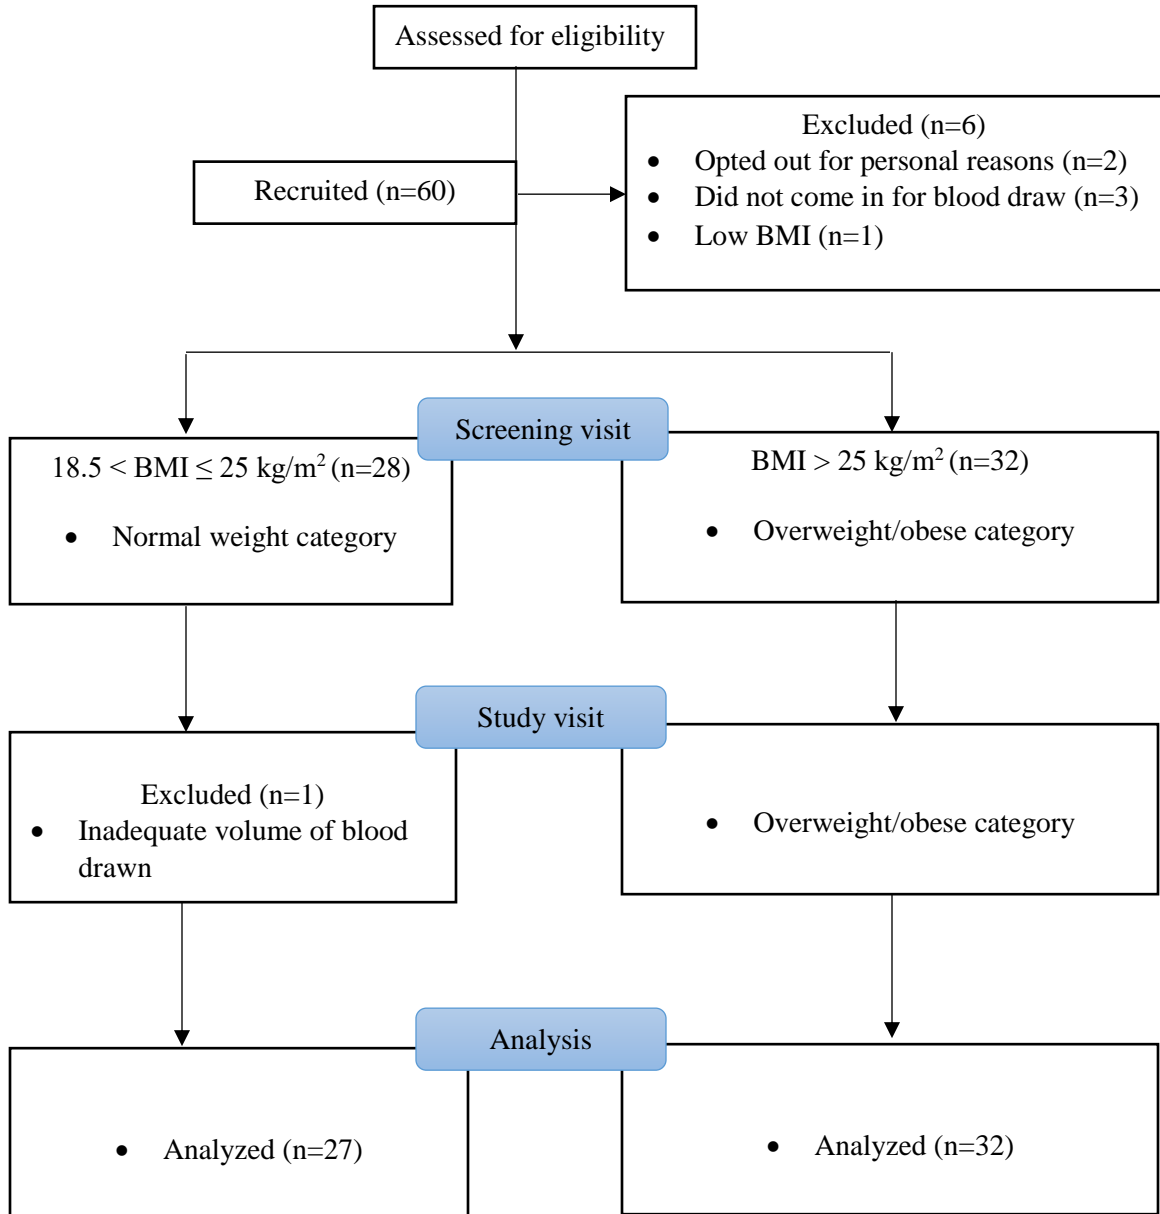 Assessed for eligibility
Excluded (n=6)
• Opted out for personal reasons (n=2)
• Did not come in for blood draw (n=3)
• Low BMI (n=1)
Recruited (n=60)
Screening visit
18.5 < BMI ≤ 25 kg/m² (n=28)
• Normal weight category
BMI > 25 kg/m² (n=32)
• Overweight/obese category
Study visit
Excluded (n=1)
• Inadequate volume of blood
drawn
• Overweight/obese category
Analysis
• Analyzed (n=27)
• Analyzed (n=32)